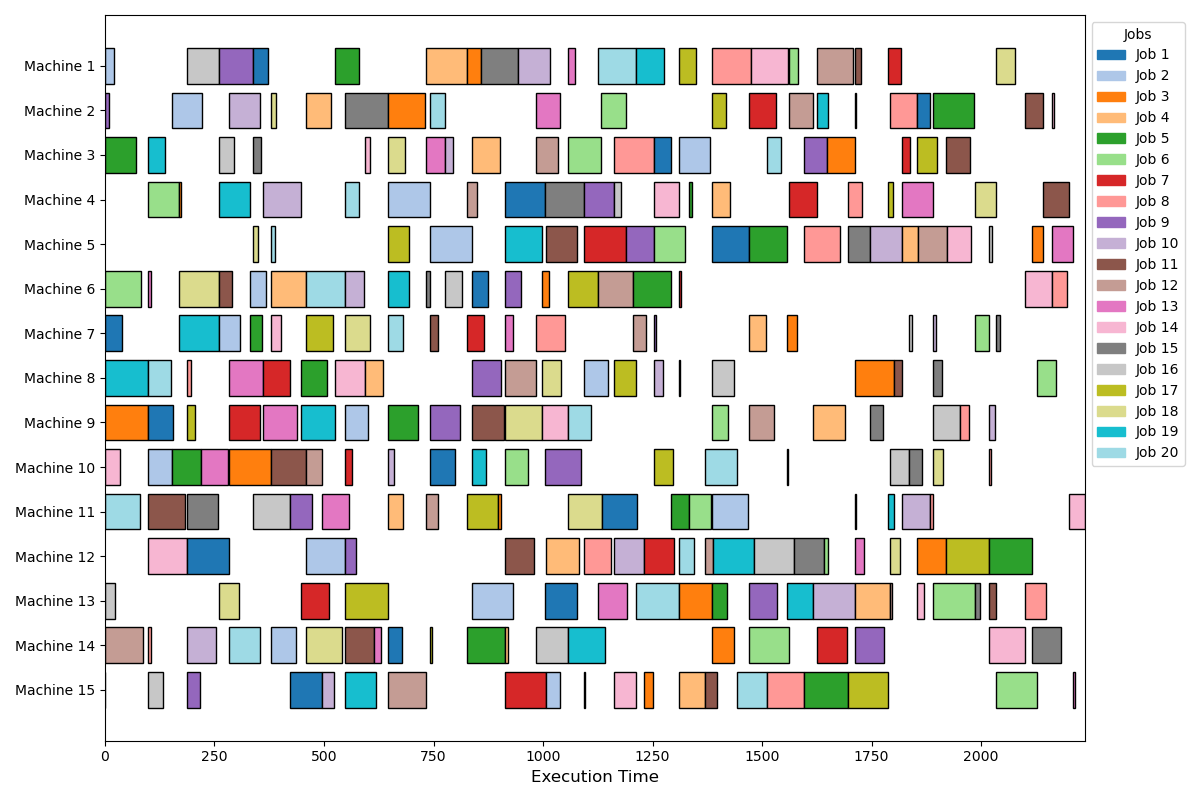 Machine 1
Machine 2
Machine 3
Machine 4
Machine 5
Machine 6
Machine 7
Machine 8
Machine 9
Machine 10
Machine 11
Machine 12
Machine 13
Machine 14
Machine 15
0 250 500 750 1000 1250 1500 1750 2000
Execution Time
Jobs
Job 1
Job 2
Job 3
Job 4
Job 5
Job 6
Job 7
Job 8
Job 9
Job 10
Job 11
Job 12
Job 13
Job 14
Job 15
Job 16
Job 17
Job 18
Job 19
Job 20